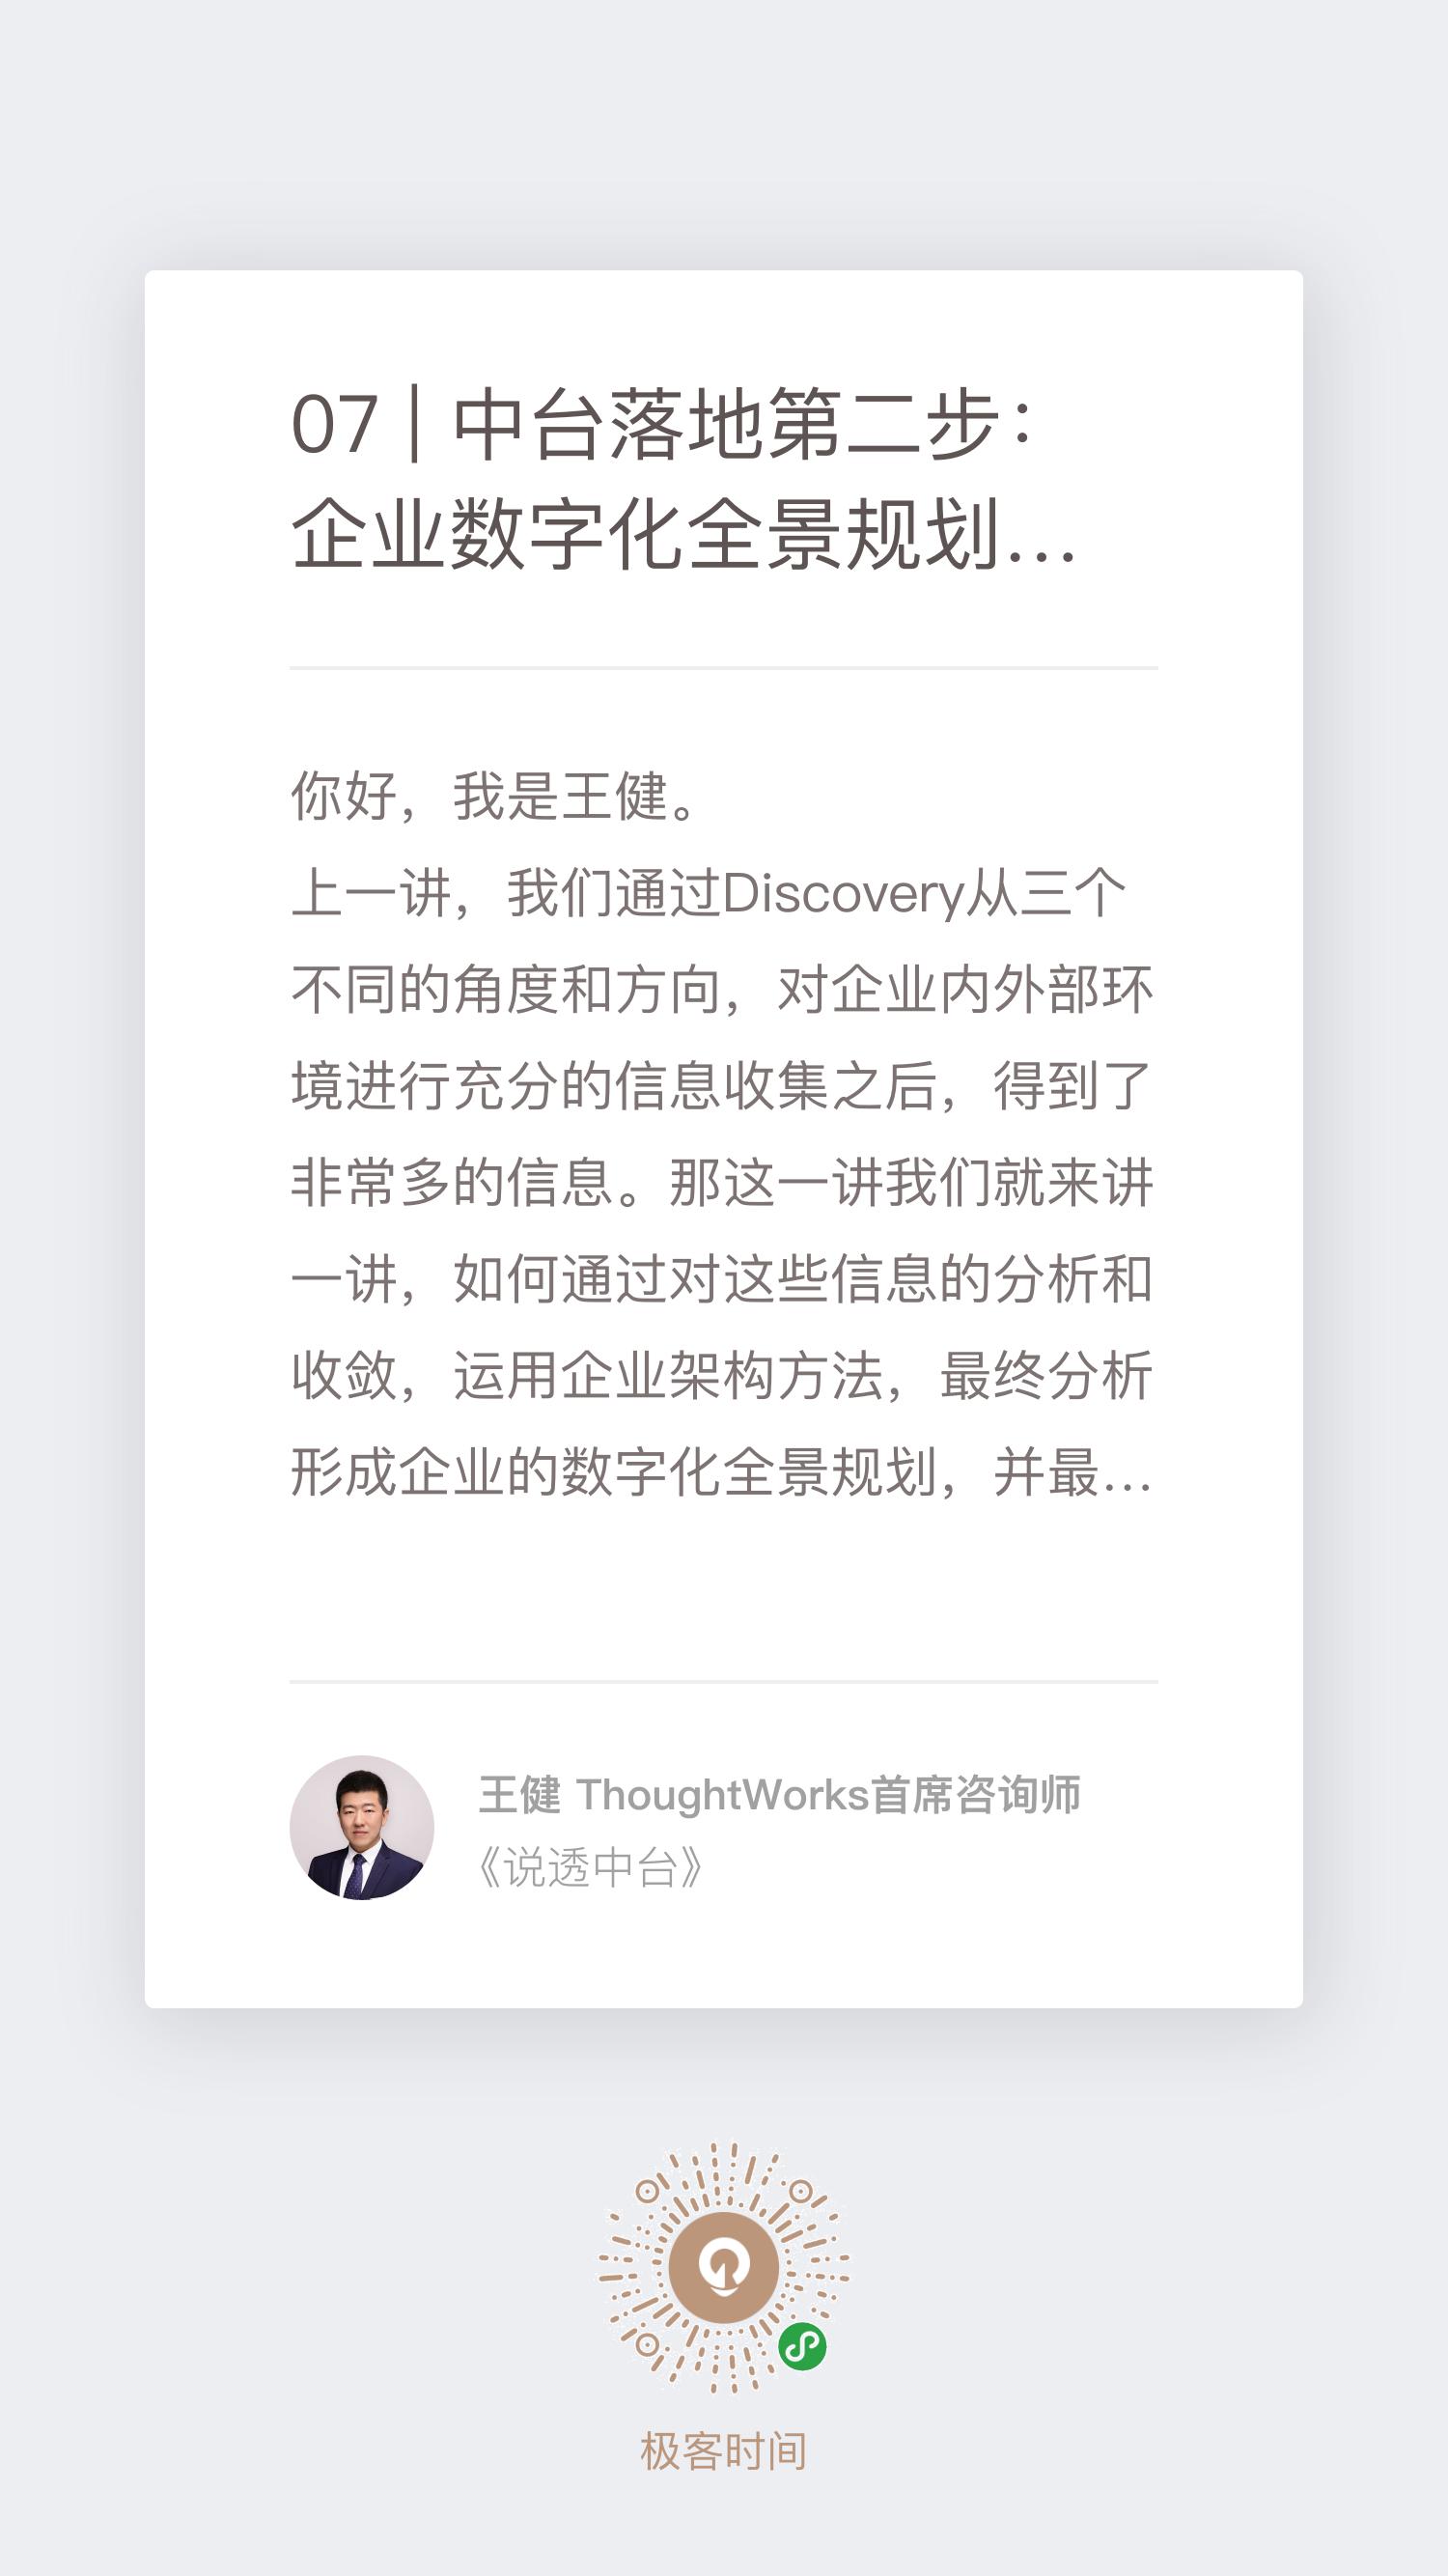 07 | 中台落地第二步：
企业数字化全景规划...
你好，我是王健。
上一讲，我们通过Discovery从三个
不同的角度和方向，对企业内外部环
境进行充分的信息收集之后，得到了
非常多的信息。那这一讲我们就来讲
一讲，如何通过对这些信息的分析和
收敛，运用企业架构方法，最终分析
形成企业的数字化全景规划，并最...
王健 ThoughtWorks首席咨询师
《说透中台》
极客时间